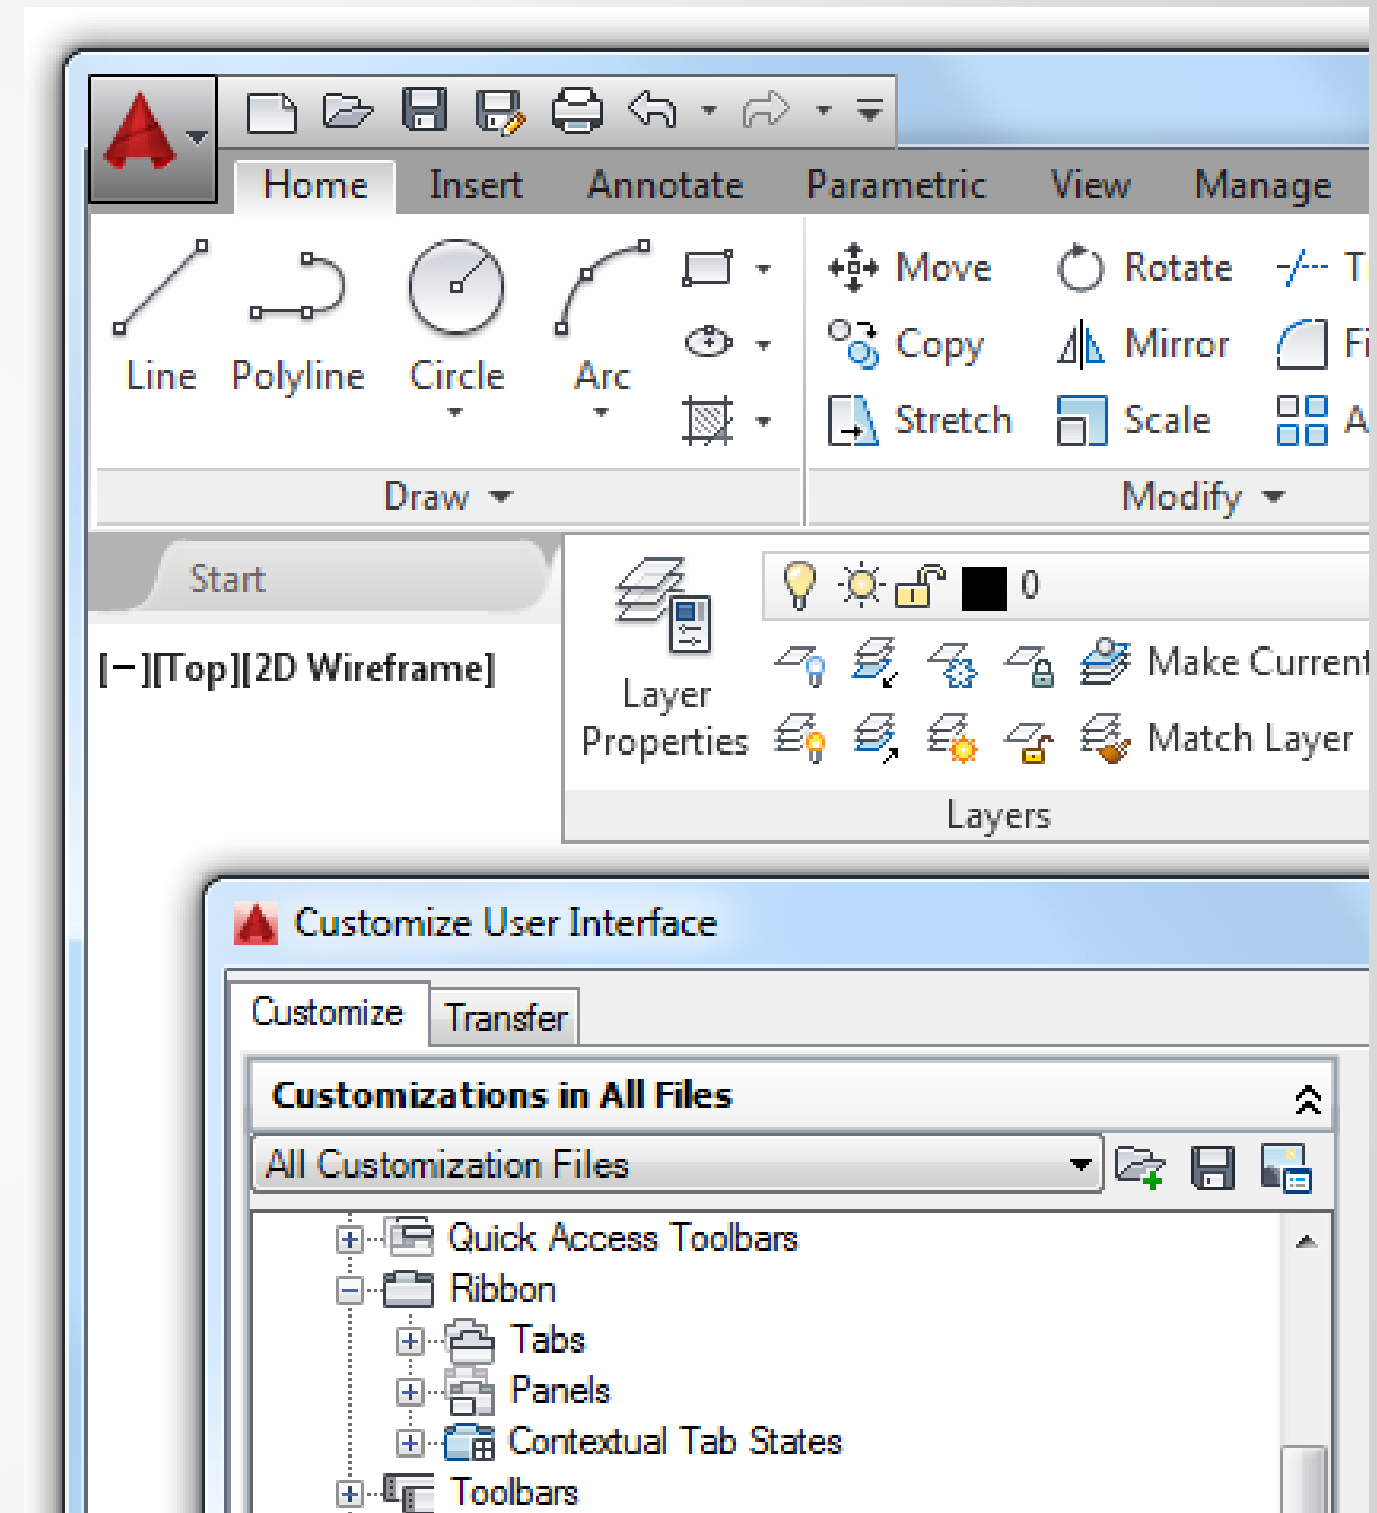 Home Insert Annotate Parametric View Manage
Move Rotate
Copy Mirror
Line Polyline Circle Arc
Stretch Scale
Draw Modify
Start
0
[−][Top][2D Wireframe]
Make Current
Layer
Properties
Match Layer
Layers
Customize User Interface
Customize Transfer
Customizations in All Files
All Customization Files
Quick Access Toolbars
Ribbon
Tabs
Panels
Contextual Tab States
Toolbars